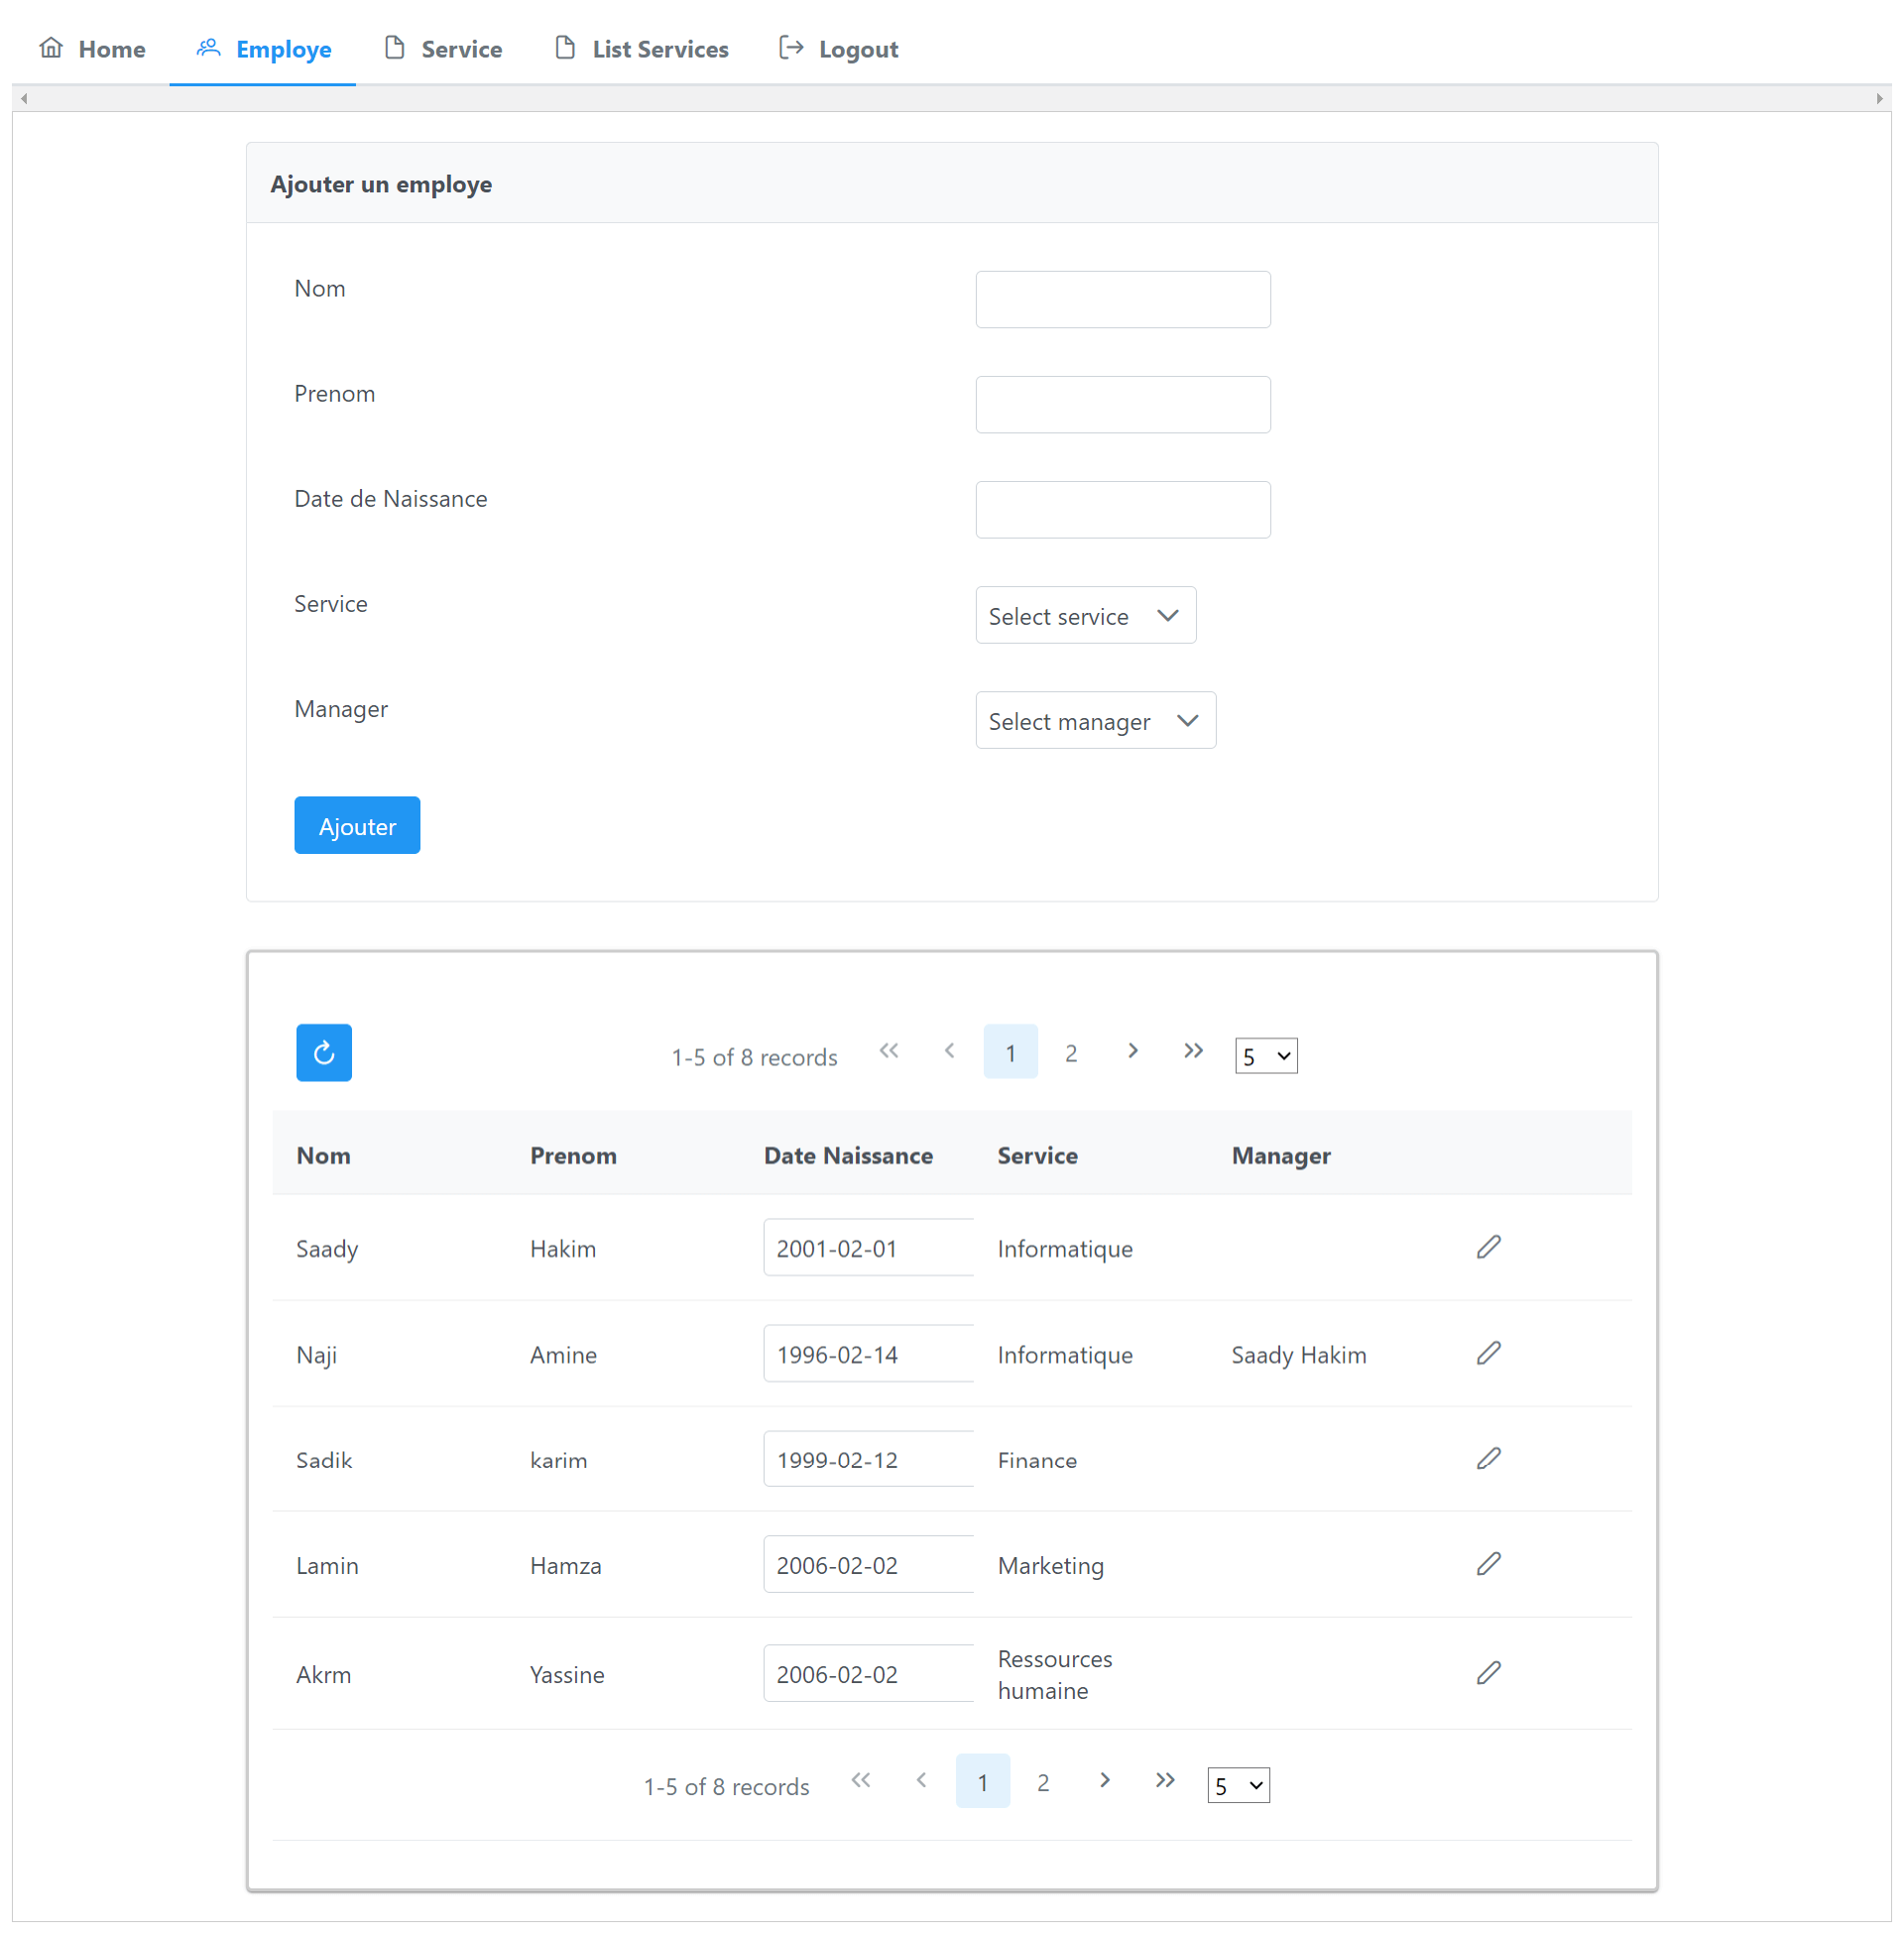 Home Employe Service List Services Logout
Ajouter un employe
Nom
Prenom
Date de Naissance
Service Select service
Manager Select manager
Ajouter
1-5 of 8 records 1 2 5
Nom Prenom Date Naissance Service Manager
Saady Hakim 2001-02-01 Informatique
Naji Amine 1996-02-14 Informatique Saady Hakim
Sadik karim 1999-02-12 Finance
Lamin Hamza 2006-02-02 Marketing
Akrm Yassine 2006-02-02 Ressources
humaine
1-5 of 8 records 1 2 5